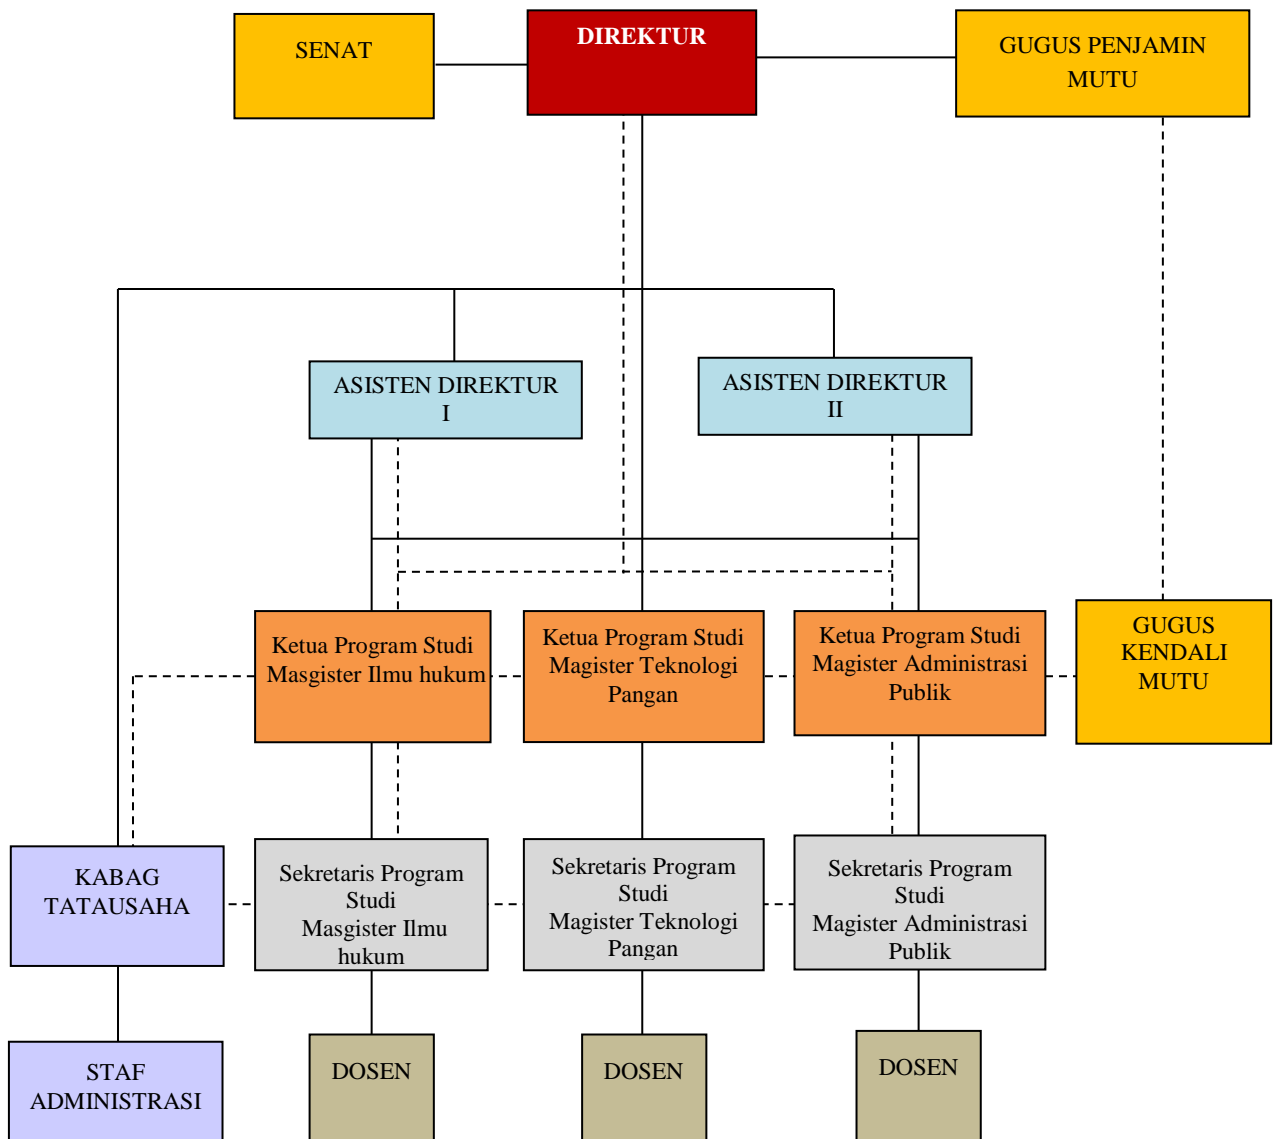 SENAT
DIREKTUR
GUGUS PENJAMIN
MUTU
ASISTEN DIREKTUR
I
ASISTEN DIREKTUR
II
Ketua Program Studi
Masgister Ilmu hukum
Ketua Program Studi
Magister Teknologi
Pangan
Ketua Program Studi
Magister Administrasi
Publik
GUGUS
KENDALI
MUTU
KABAG
TATAUSAHA
Sekretaris Program
Studi
Masgister Ilmu
hukum
Sekretaris Program
Studi
Magister Teknologi
Pangan
Sekretaris Program
Studi
Magister Administrasi
Publik
STAF
ADMINISTRASI
DOSEN
DOSEN
DOSEN